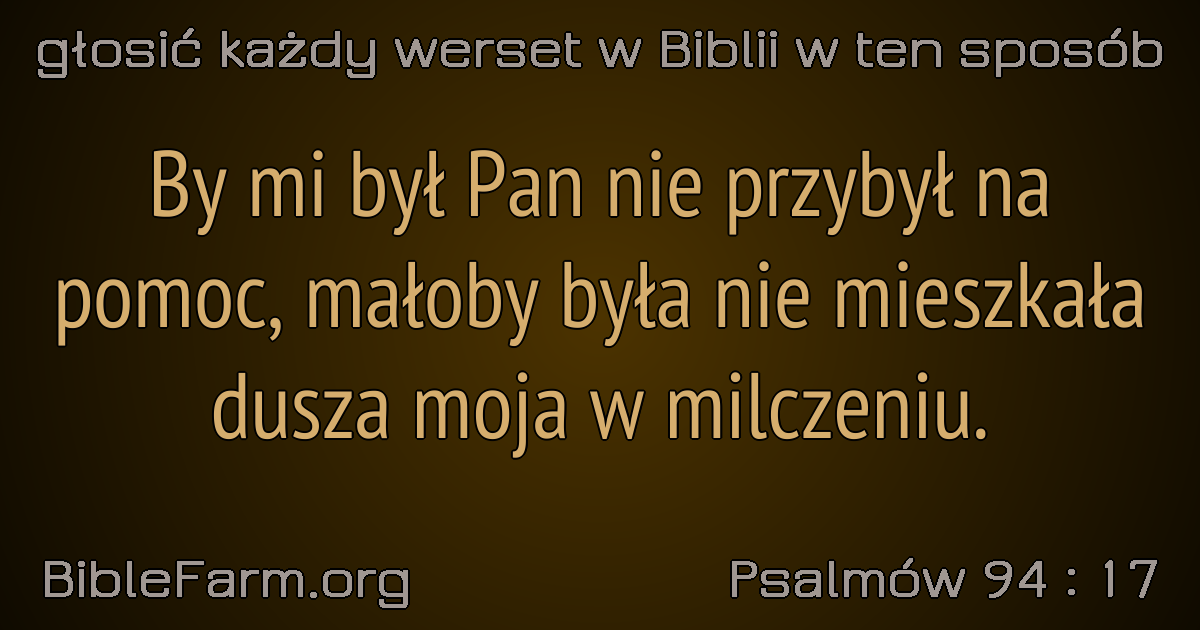 głosić każdy werset w Biblii w ten sposób
By mi był Pan nie przybył na
pomoc, małoby była nie mieszkała
dusza moja w milczeniu.
BibleFarm.org
Psalmów 94 : 17